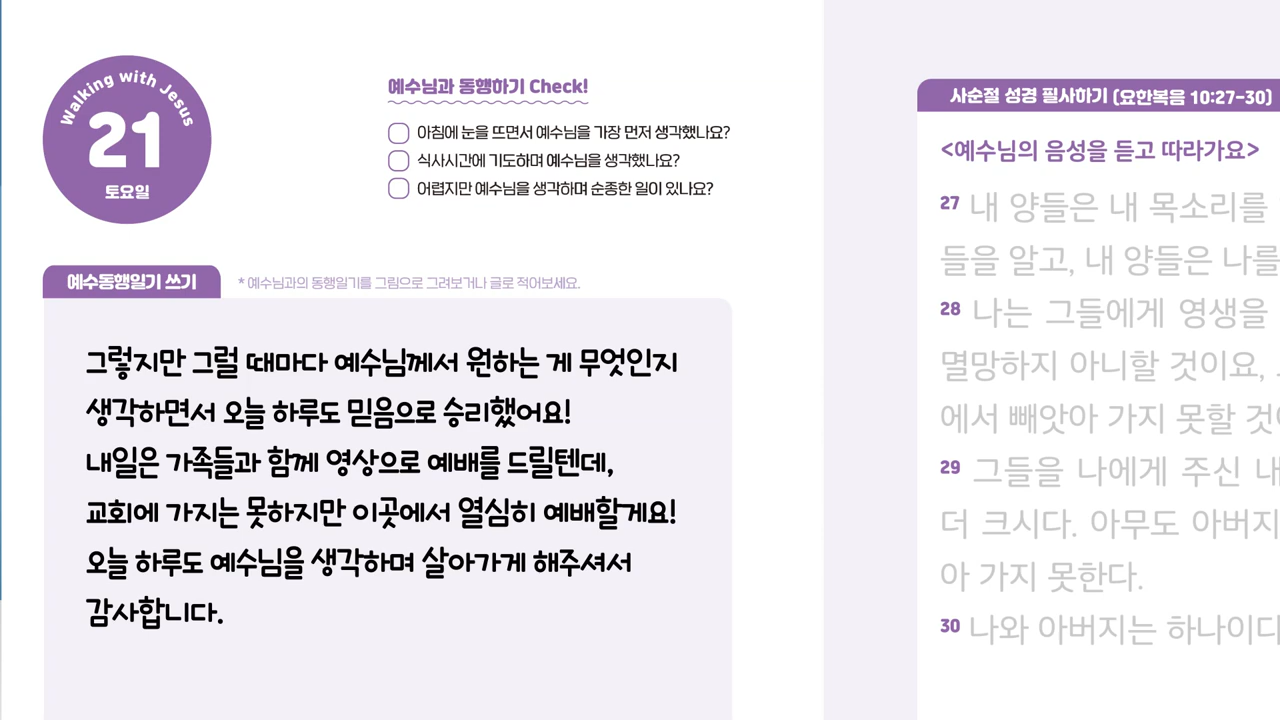 Walking with Jesus
21
토요일
예수님과 동행하기 Check!
아침에 눈을 뜨면서 예수님을 가장 먼저 생각했나요?
식사시간에 기도하며 예수님을 생각했나요?
어렵지만 예수님을 생각하며 순종한 일이 있나요?
예수동행일기 쓰기
* 예수님과의 동행일기를 그림으로 그려보거나 글로 적어보세요.
그렇지만 그럴 때마다 예수님께서 원하는 게 무엇인지
생각하면서 오늘 하루도 믿음으로 승리했어요!
내일은 가족들과 함께 영상으로 예배를 드릴텐데,
교회에 가지는 못하지만 이곳에서 열심히 예배할게요!
오늘 하루도 예수님을 생각하며 살아가게 해주셔서
감사합니다.
사순절 성경 필사하기 (요한복음 10:27-30)
<예수님의 음성을 듣고 따라가요>
27 내 양들은 내 목소리를
들을 알고, 내 양들은 나를
28 나는 그들에게 영생을
멸망하지 아니할 것이요,
에서 빼앗아 가지 못할 것
29 그들을 나에게 주신 내
더 크시다. 아무도 아버지
아 가지 못한다.
30 나와 아버지는 하나이다